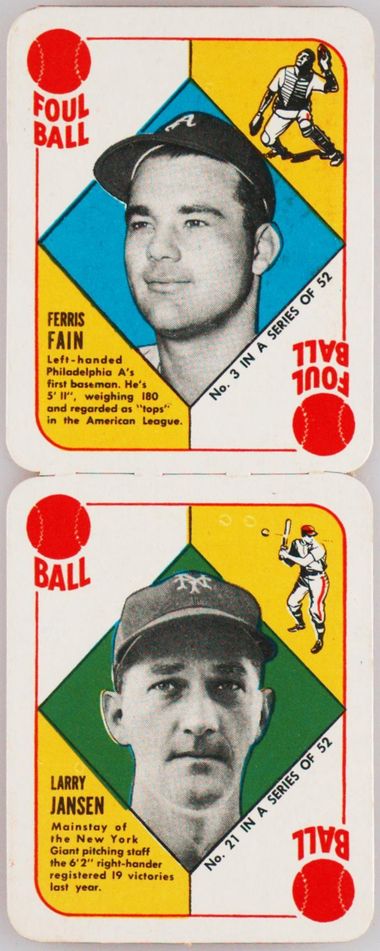 FOUL
BALL
A
FERRIS
FAIN
Left-handed
Philadelphia A's
first baseman. He's
5' 11", weighing 180
and regarded as "tops"
in the American League.
No. 3 IN A SERIES OF 52
FOUL
BALL
BALL
NY
LARRY
JANSEN
Mainstay of
the New York
Giant pitching staff
the 6'2" right-hander
registered 19 victories
last year.
No. 21 IN A SERIES OF 52
BALL